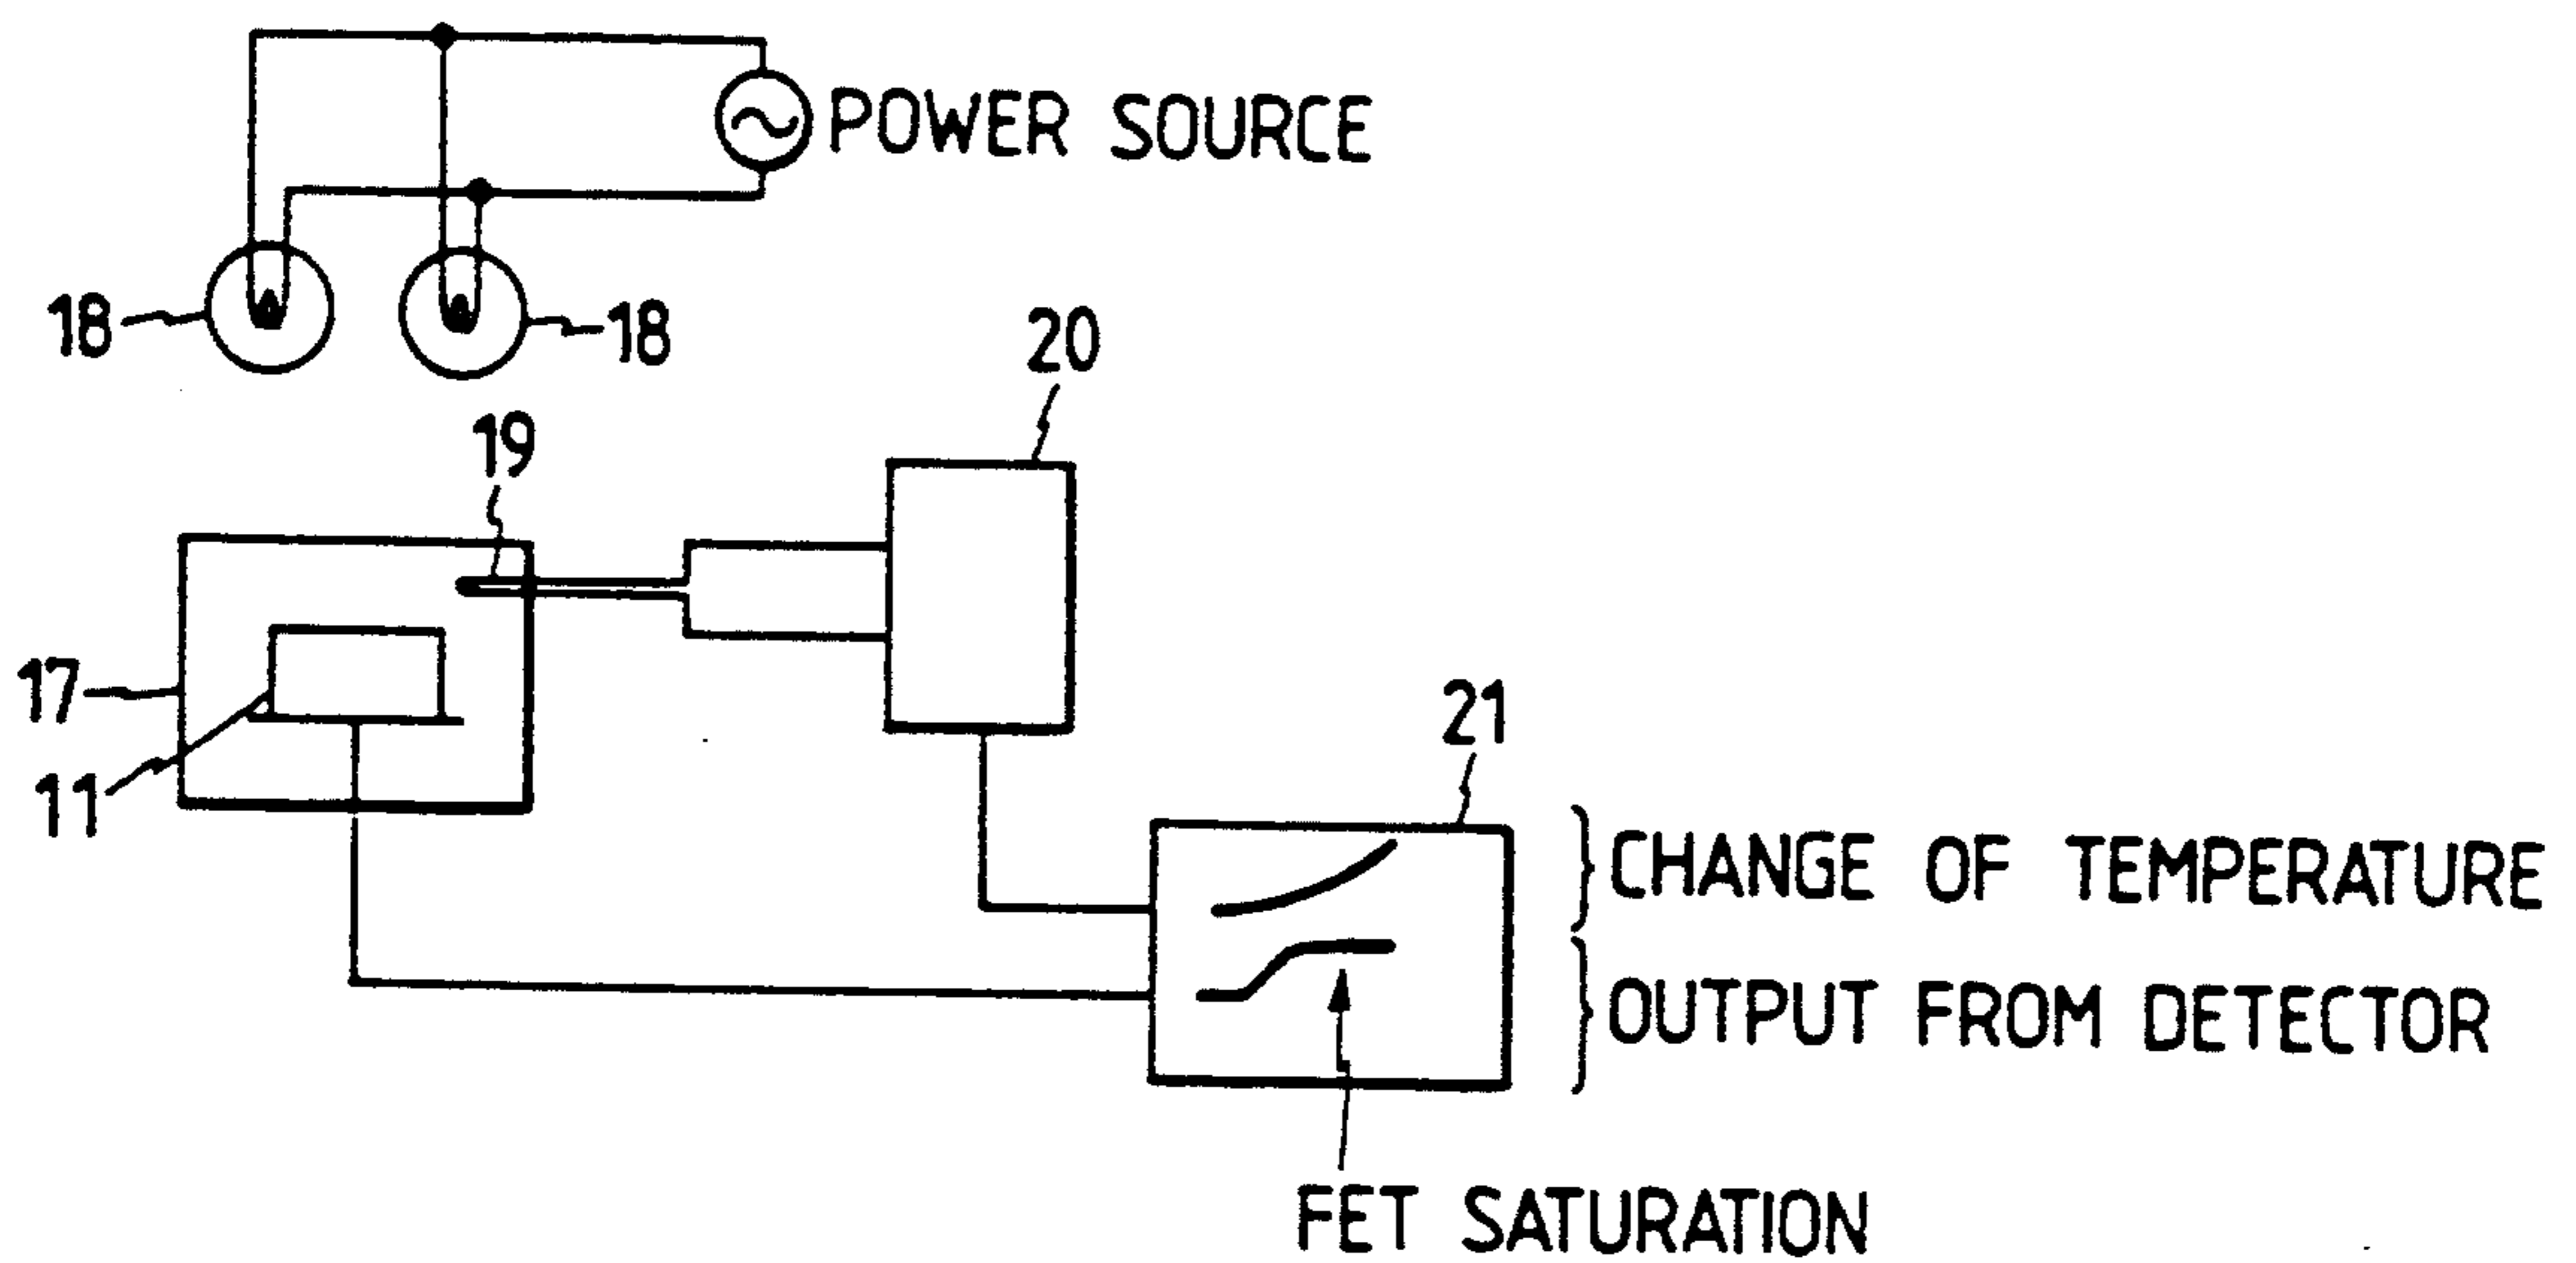 POWER SOURCE
18
18
20
19
17
11
21
CHANGE OF TEMPERATURE
OUTPUT FROM DETECTOR
FET SATURATION